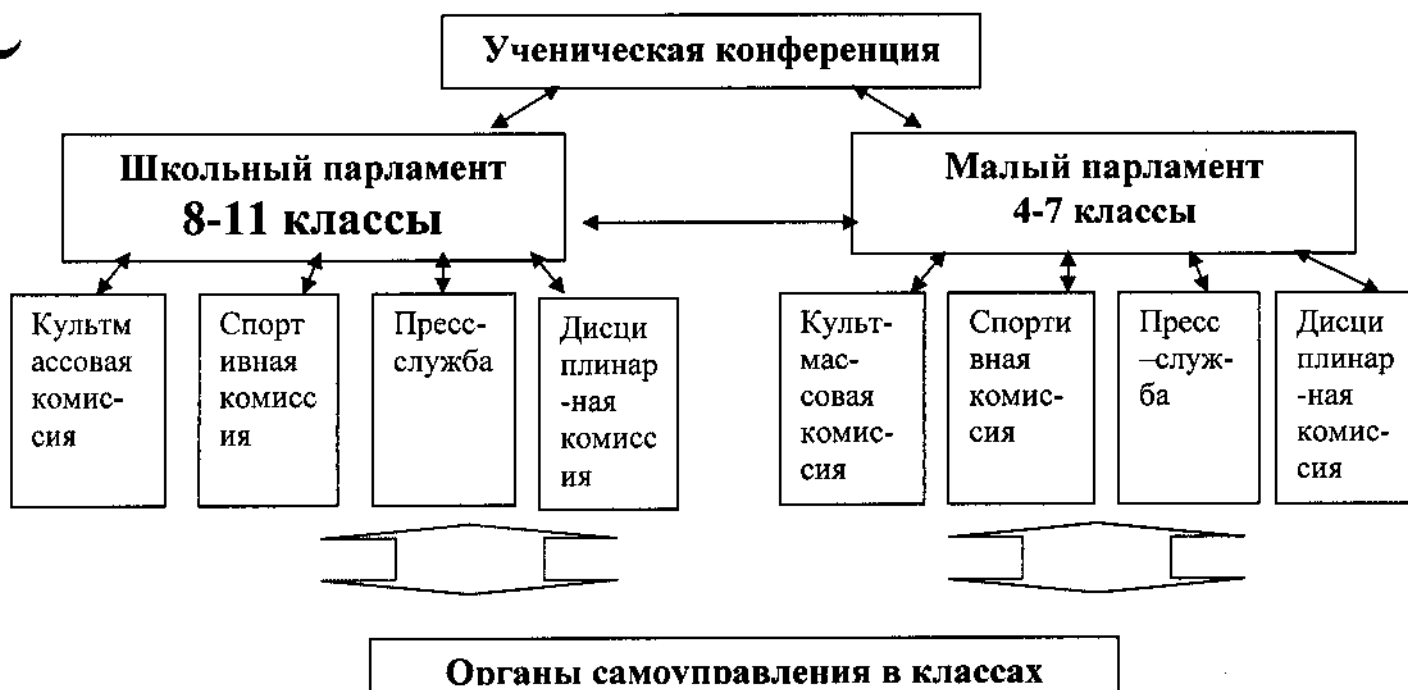 Ученическая конференция
Школьный парламент
8-11 классы
Малый парламент
4-7 классы
Культм
ассовая
комис-
сия
Спорт
ивная
комисс
ия
Пресс-
служба
Дисци
плинар
-ная
комисс
ия
Культ-
мас-
совая
комис-
сия
Спорти
вная
комис-
сия
Пресс
–служ-
ба
Дисци
плинар
-ная
комис-
сия
Органы самоуправления в классах